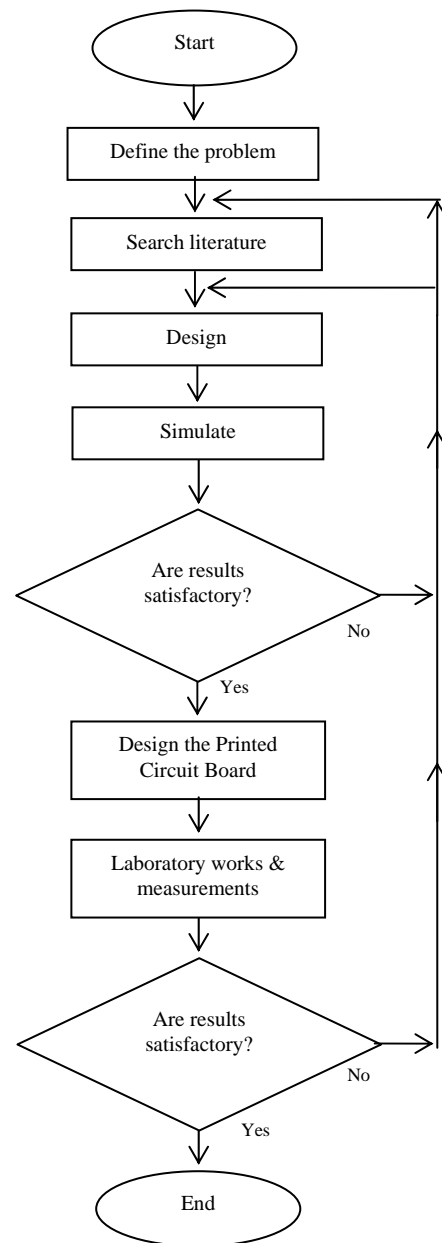 Start
Define the problem
Search literature
Design
Simulate
Are results
satisfactory?
No
Yes
Design the Printed
Circuit Board
Laboratory works &
measurements
Are results
satisfactory?
No
Yes
End